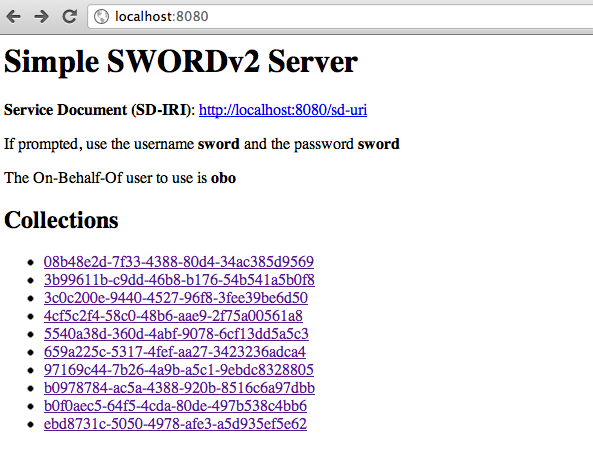 localhost:8080
Simple SWORDv2 Server
Service Document (SD-IRI): http://localhost:8080/sd-uri
If prompted, use the username sword and the password sword
The On-Behalf-Of user to use is obo
Collections
08b48e2d-7f33-4388-80d4-34ac385d9569
3b99611b-c9dd-46b8-b176-54b541a5b0f8
3c0c200e-9440-4527-96f8-3fee39be6d50
4cf5c2f4-58c0-48b6-aae9-2f75a00561a8
5540a38d-360d-4abf-9078-6cf13dd5a5c3
659a225c-5317-4fef-aa27-3423236adca4
97169c44-7b26-4a9b-a5c1-9ebdc8328805
b0978784-ac5a-4388-920b-8516c6a97dbb
b0f0aec5-64f5-4cda-80de-497b538c4bb6
ebd8731c-5050-4978-afe3-a5d935ef5e62